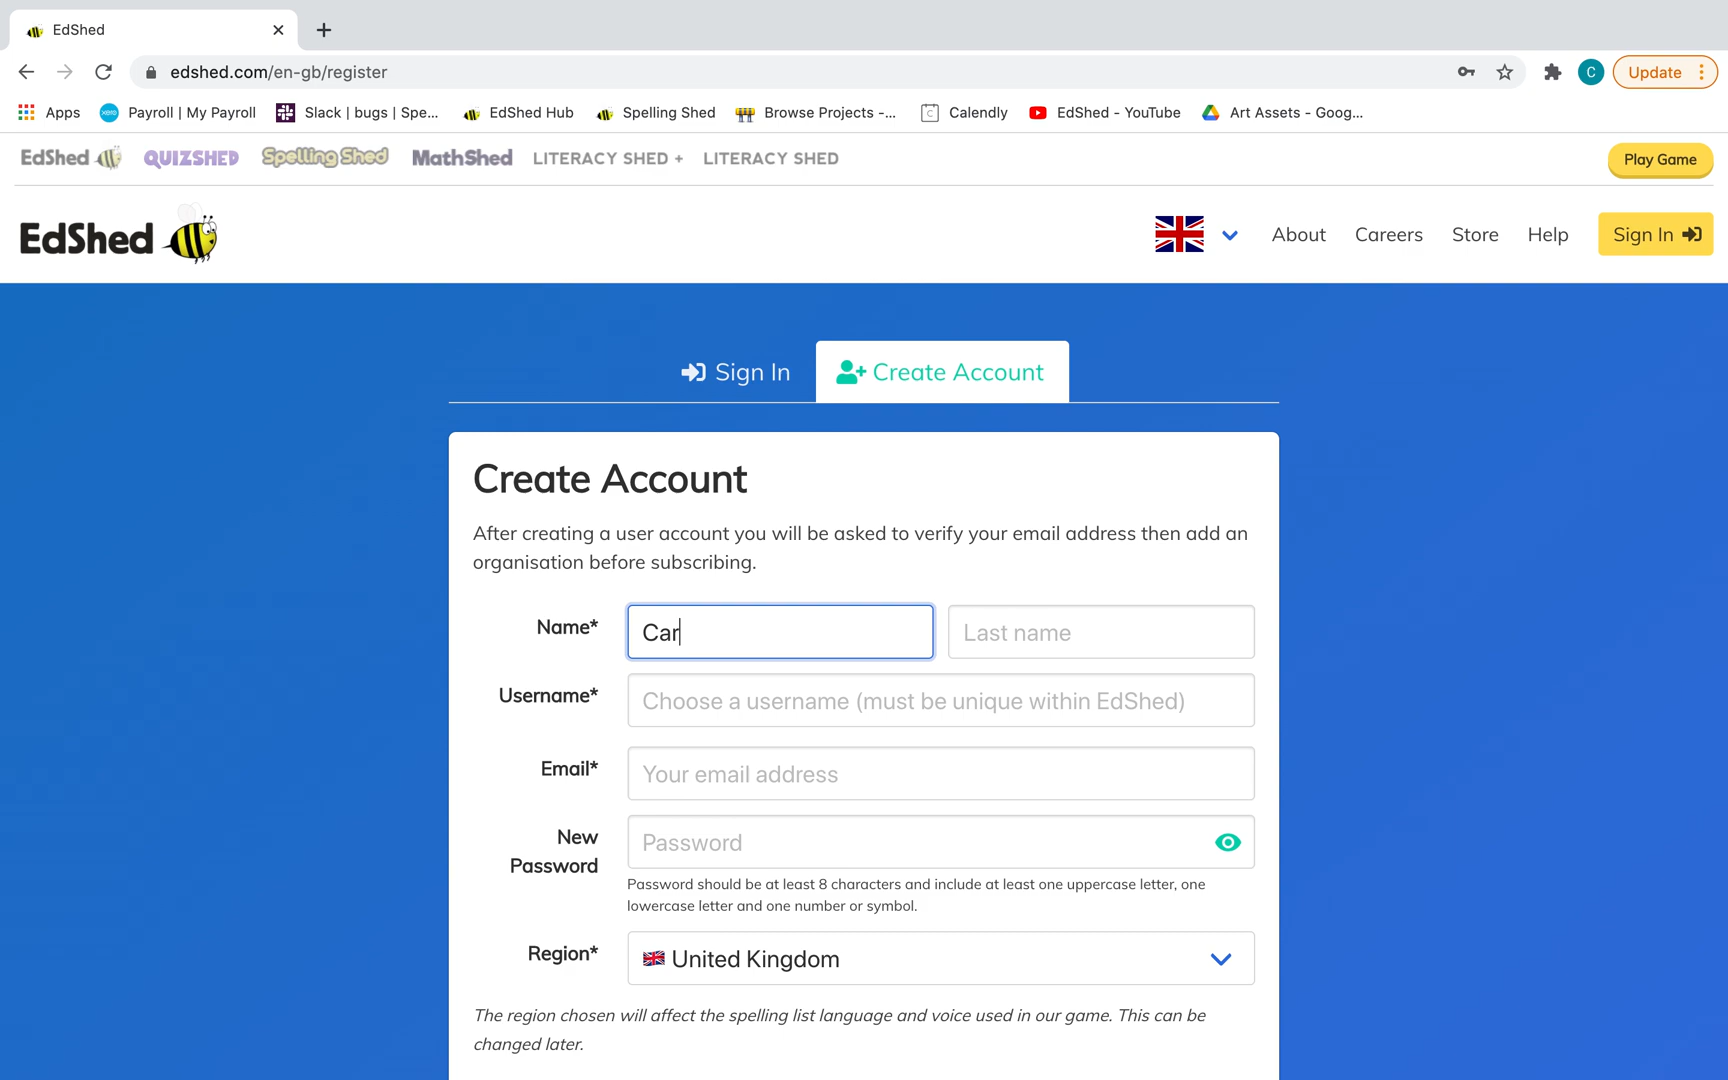 EdShed
edshed.com/en-gb/register
Update
Apps
Payroll | My Payroll
Slack | bugs | Spe...
EdShed Hub
Spelling Shed
Browse Projects -...
Calendly
EdShed - YouTube
Art Assets - Goog...
EdShed
QUIZSHED
Spelling Shed
MathShed
LITERACY SHED +
LITERACY SHED
Play Game
EdShed
About
Careers
Store
Help
Sign In
Sign In
Create Account
Create Account
After creating a user account you will be asked to verify your email address then add an
organisation before subscribing.
Name*
Car
Last name
Username*
Choose a username (must be unique within EdShed)
Email*
Your email address
New
Password
Password
Password should be at least 8 characters and include at least one uppercase letter, one
lowercase letter and one number or symbol.
Region*
United Kingdom
The region chosen will affect the spelling list language and voice used in our game. This can be
changed later.